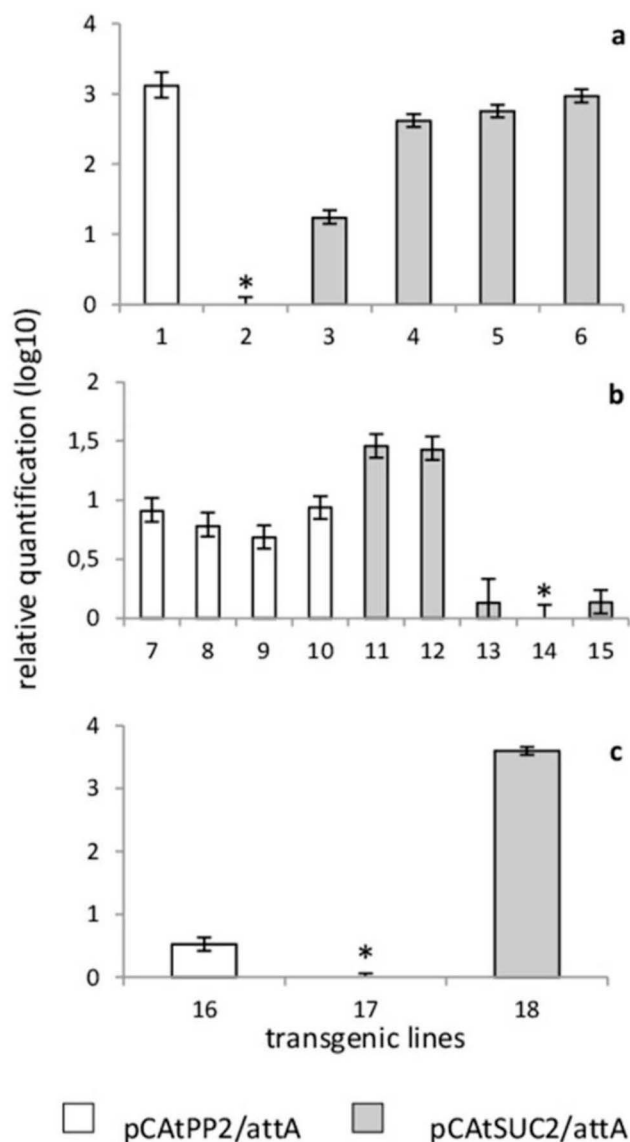 a
4
3
2
1
0
*
1 2 3 4 5 6
relative quantification (log10)
b
2
1,5
1
0,5
0
*
7 8 9 10 11 12 13 14 15
c
4
3
2
1
0
*
16 17 18
transgenic lines
pCAtPP2/attA pCAtSUC2/attA